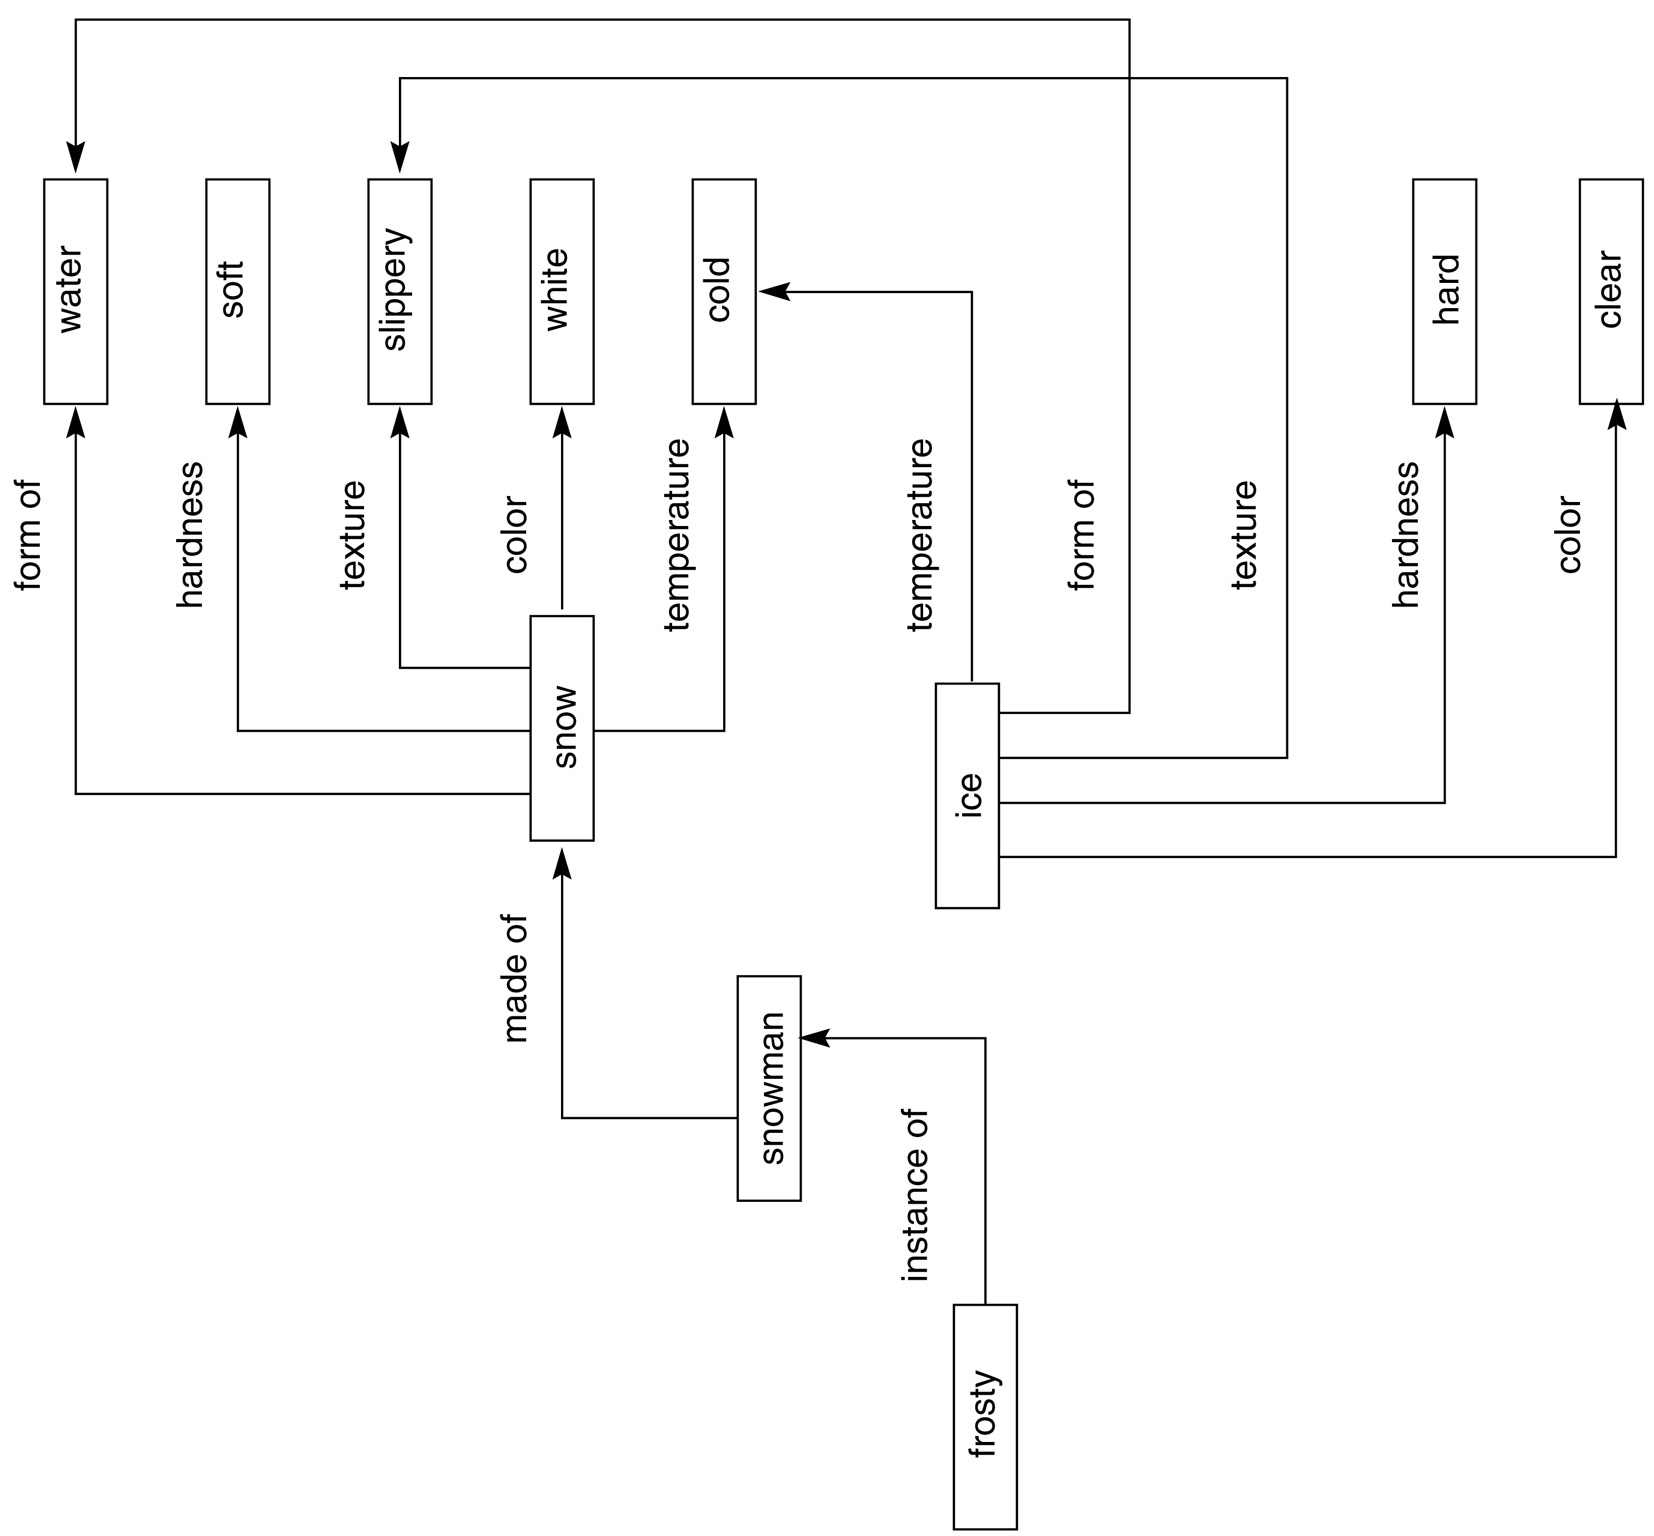 form of
water
hardness
soft
texture
slippery
made of
color
snow
white
temperature
cold
snowman
instance of
temperature
frosty
ice
form of
texture
hardness
hard
color
clear